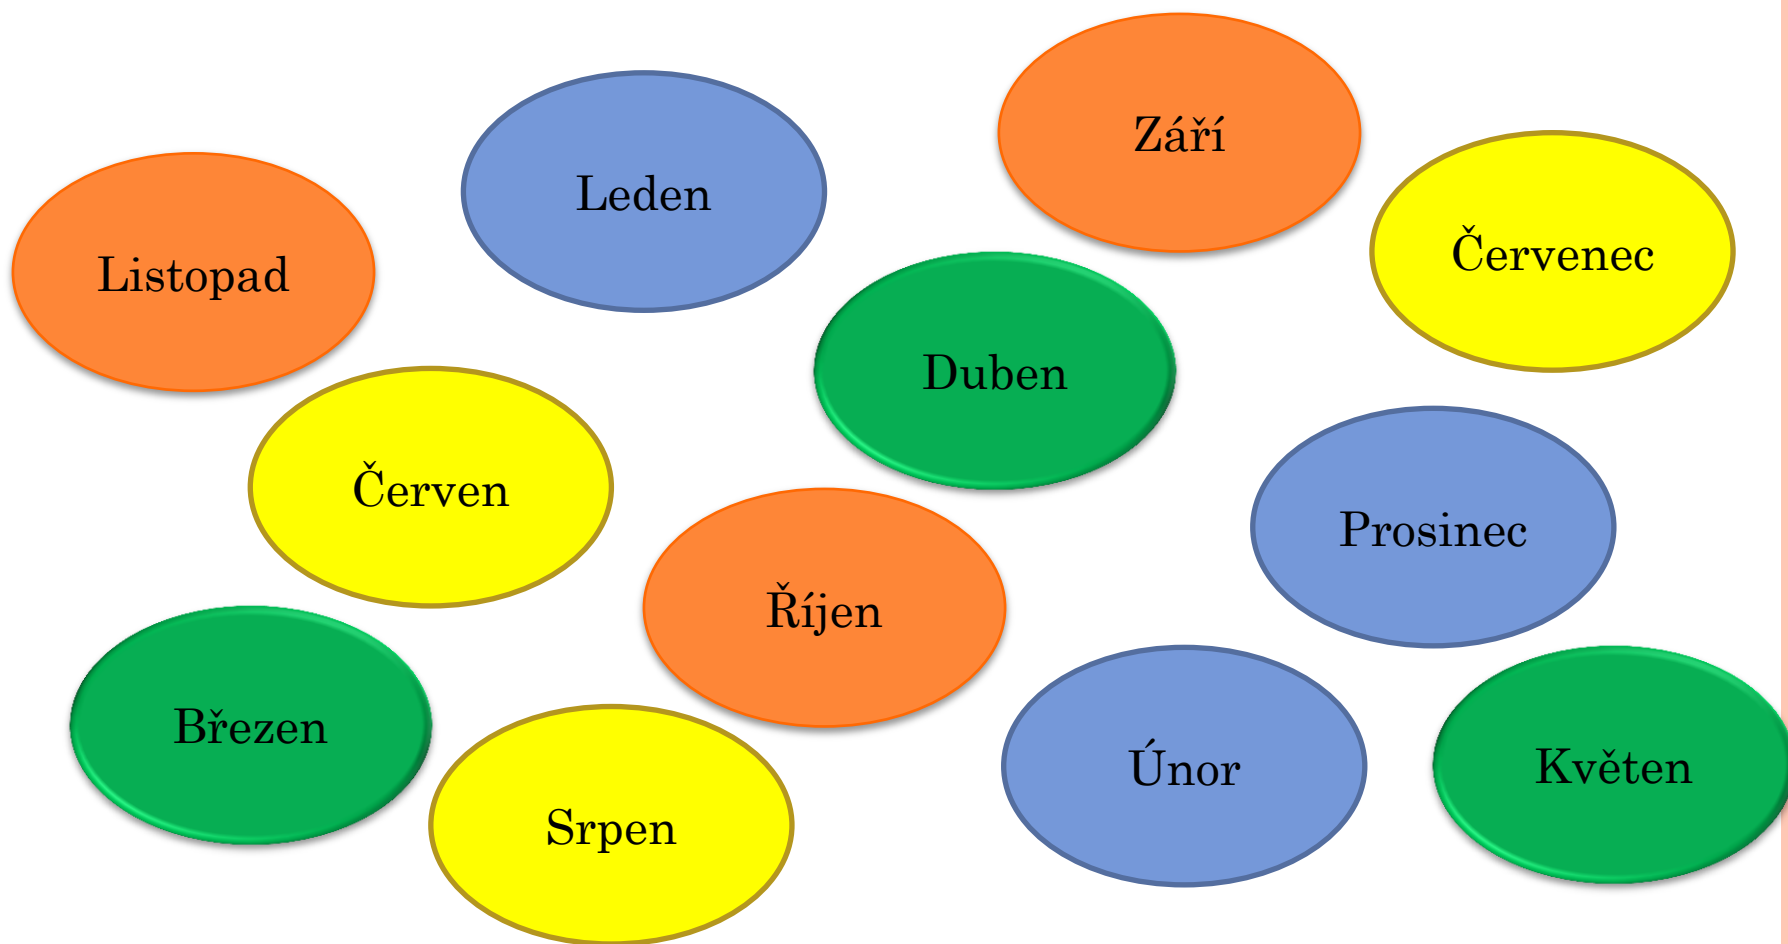 Září
Leden
Červenec
Listopad
Duben
Červen
Prosinec
Říjen
Březen
Únor
Květen
Srpen